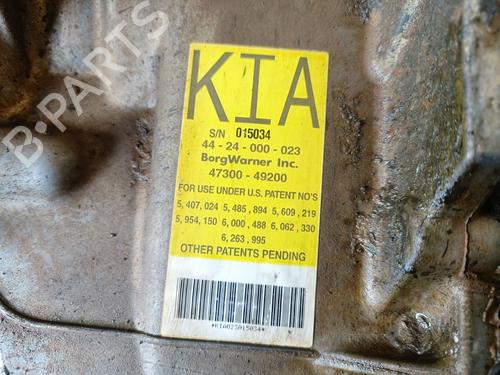 B-PARTS
KIA
S/N 015034
44-24-000-023
BorgWarner Inc.
47300-49200
FOR USE UNDER U.S. PATENT NO'S
5,407,024 5,485,894 5,609,219
5,954,150 6,000,488 6,062,330
6,263,995
OTHER PATENTS PENDING
*KIA023015034*